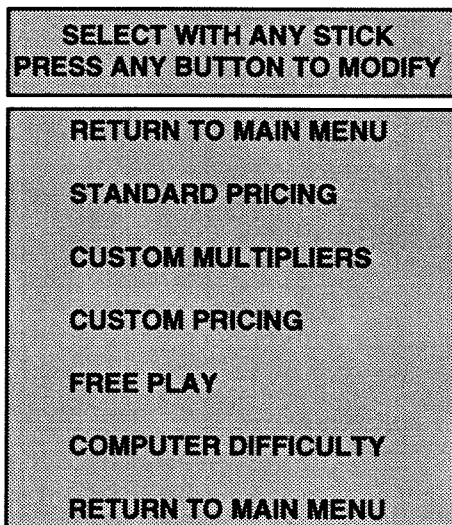 SELECT WITH ANY STICK
PRESS ANY BUTTON TO MODIFY
RETURN TO MAIN MENU
STANDARD PRICING
CUSTOM MULTIPLIERS
CUSTOM PRICING
FREE PLAY
COMPUTER DIFFICULTY
RETURN TO MAIN MENU